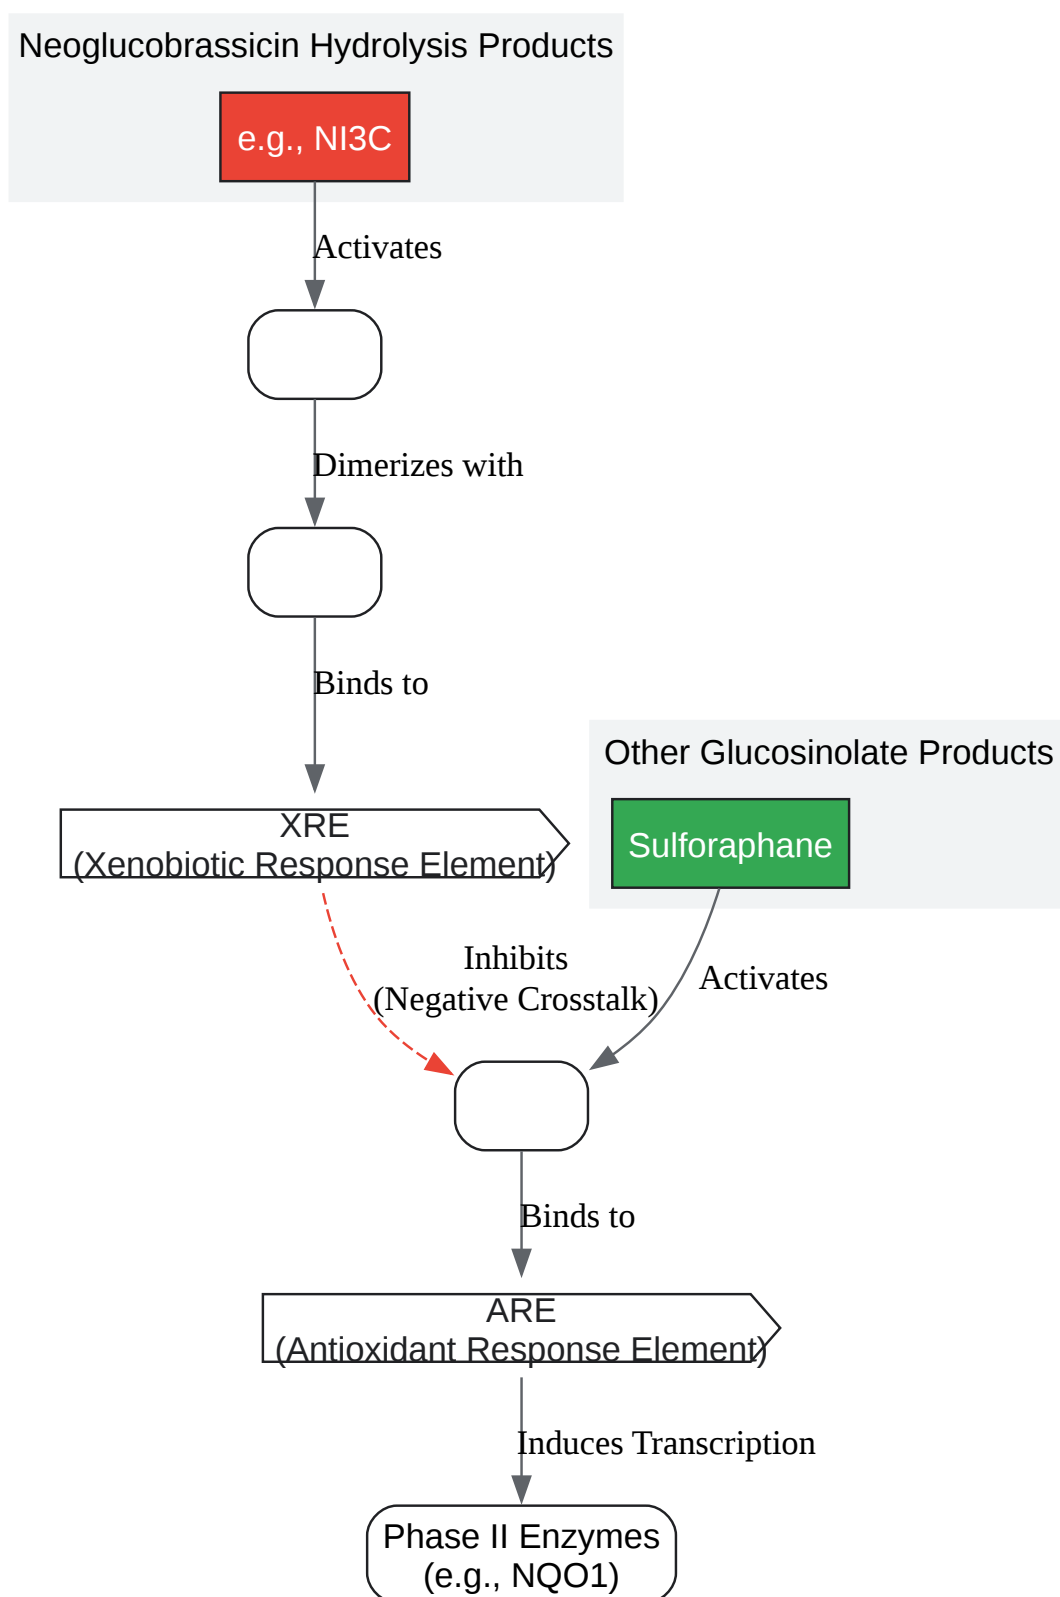 Neoglucobrassicin Hydrolysis Products
e.g., NI3C
Activates
Dimerizes with
Binds to
Other Glucosinolate Products
XRE
(Xenobiotic Response Element)
Sulforaphane
Inhibits
(Negative Crosstalk)
Activates
Binds to
ARE
(Antioxidant Response Element)
Induces Transcription
Phase II Enzymes
(e.g., NQO1)